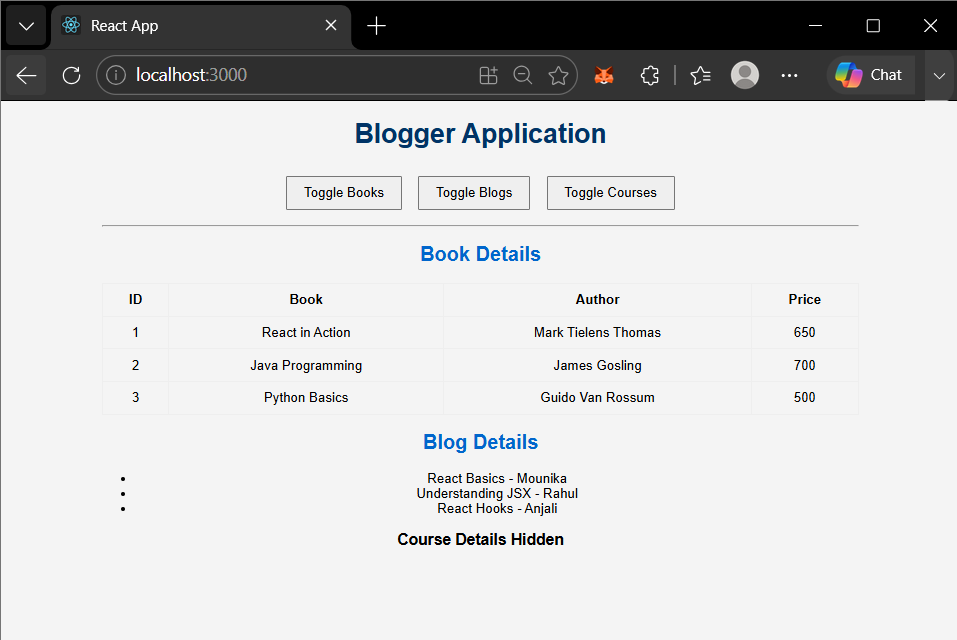 React App
localhost:3000
Chat
Blogger Application
Toggle Books Toggle Blogs Toggle Courses
Book Details
ID Book Author Price
1 React in Action Mark Tielens Thomas 650
2 Java Programming James Gosling 700
3 Python Basics Guido Van Rossum 500
Blog Details
• React Basics - Mounika
• Understanding JSX - Rahul
• React Hooks - Anjali
Course Details Hidden